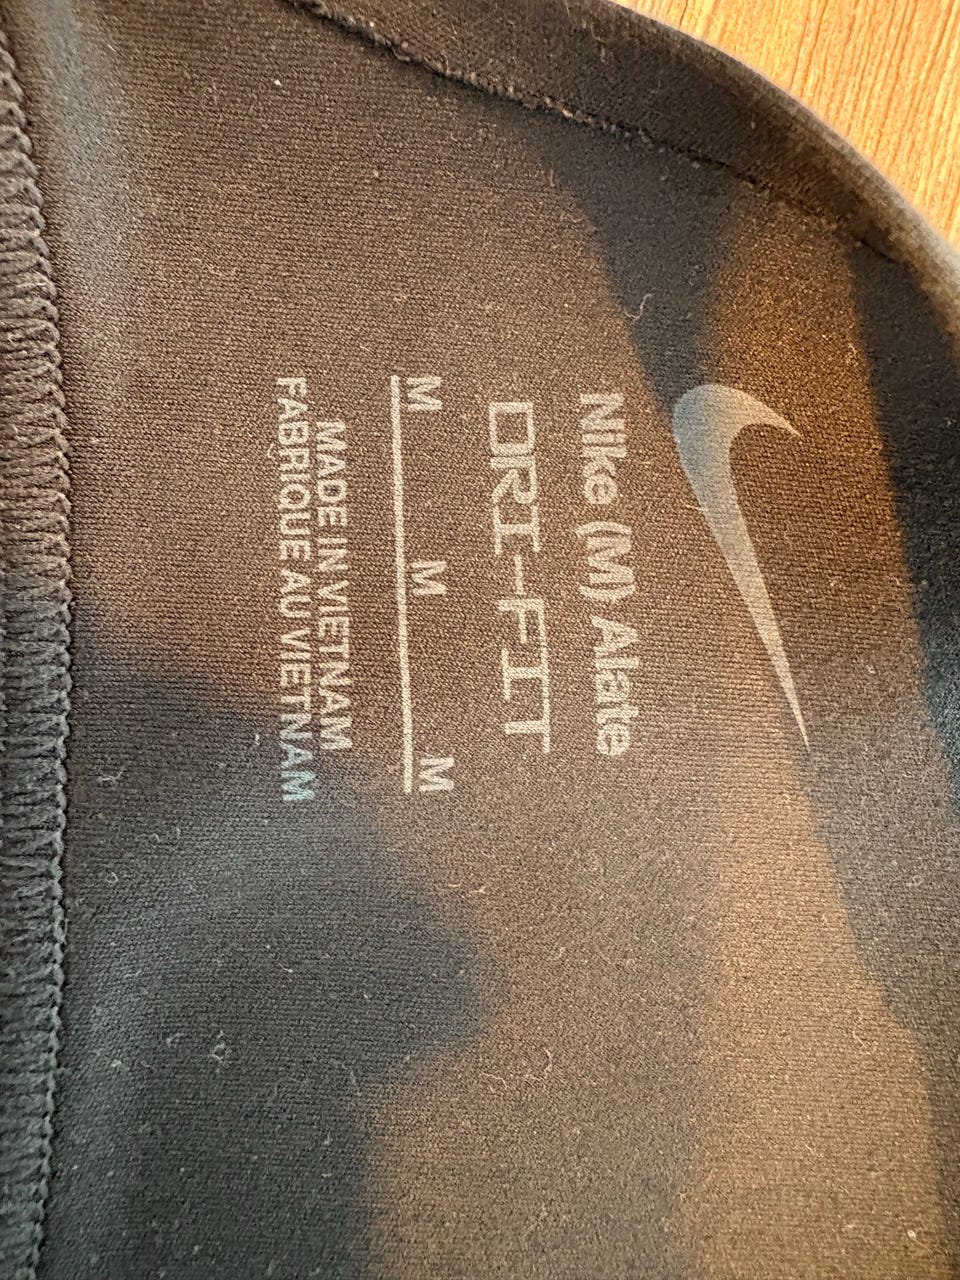 Nike (M) Alate
DRI-FIT
M M M
MADE IN VIETNAM
FABRIQUE AU VIETNAM